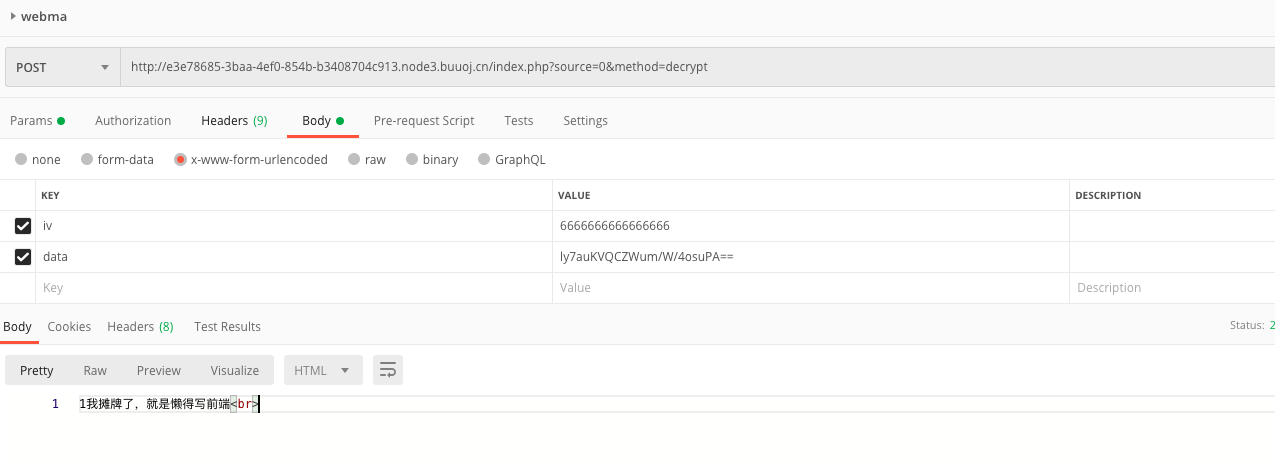 webma
POST http://e3e78685-3baa-4ef0-854b-b3408704c913.node3.buuoj.cn/index.php?source=0&method=decrypt
Params Authorization Headers (9) Body Pre-request Script Tests Settings
none form-data x-www-form-urlencoded raw binary GraphQL
KEY VALUE DESCRIPTION
iv 6666666666666666
data ly7auKVQCZWum/W/4osuPA==
Key Value Description
Body Cookies Headers (8) Test Results Status: 2
Pretty Raw Preview Visualize HTML
1 1我摊牌了，就是懒得写前端<br>